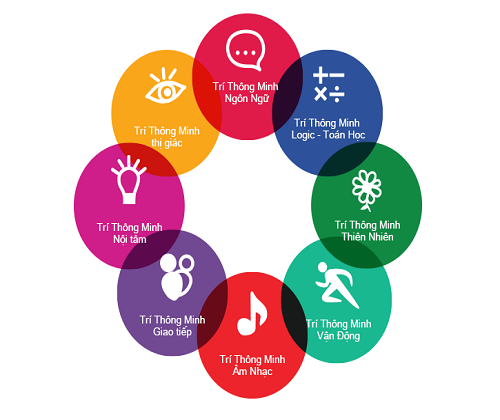 Trí Thông Minh
Ngôn Ngữ
Trí Thông Minh
Logic - Toán Học
Trí Thông Minh
Thiên Nhiên
Trí Thông Minh
Vận Động
Trí Thông Minh
Âm Nhạc
Trí Thông Minh
Giao tiếp
Trí Thông Minh
Nội tâm
Trí Thông Minh
thị giác